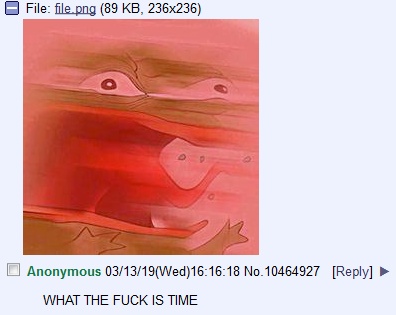 File: file.png (89 KB, 236x236)
Anonymous 03/13/19(Wed)16:16:18 No.10464927 [Reply] ▶
WHAT THE FUCK IS TIME